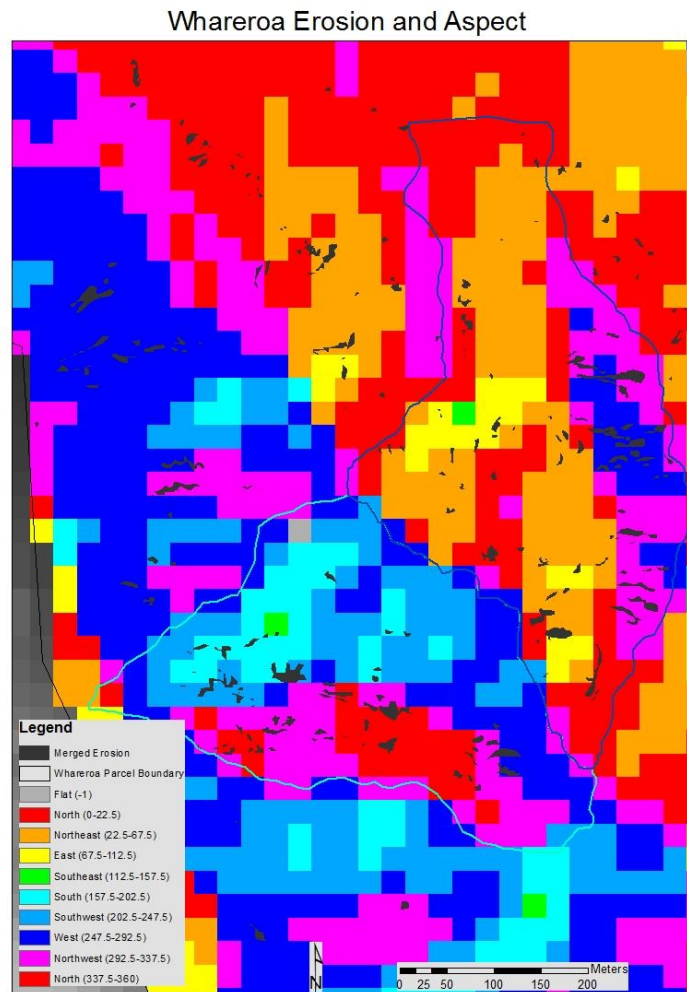 Whareroa Erosion and Aspect
Legend
Merged Erosion
Whareroa Parcel Boundary
Flat (-1)
North (0-22.5)
Northeast (22.5-67.5)
East (67.5-112.5)
Southeast (112.5-157.5)
South (157.5-202.5)
Southwest (202.5-247.5)
West (247.5-292.5)
Northwest (292.5-337.5)
North (337.5-360)
N
Meters
0 25 50 100 150 200